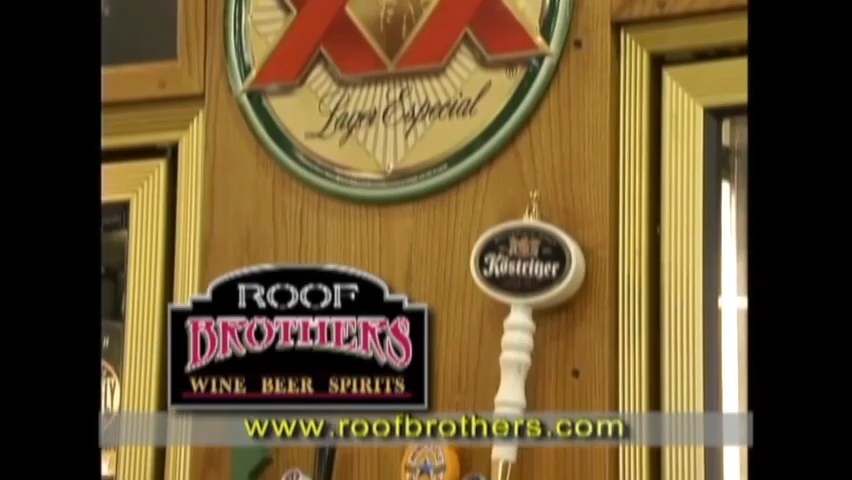 XX
Lager Especial
®
Köstritzer
ROOF
BROTHERS
WINE BEER SPIRITS
www.roofbrothers.com